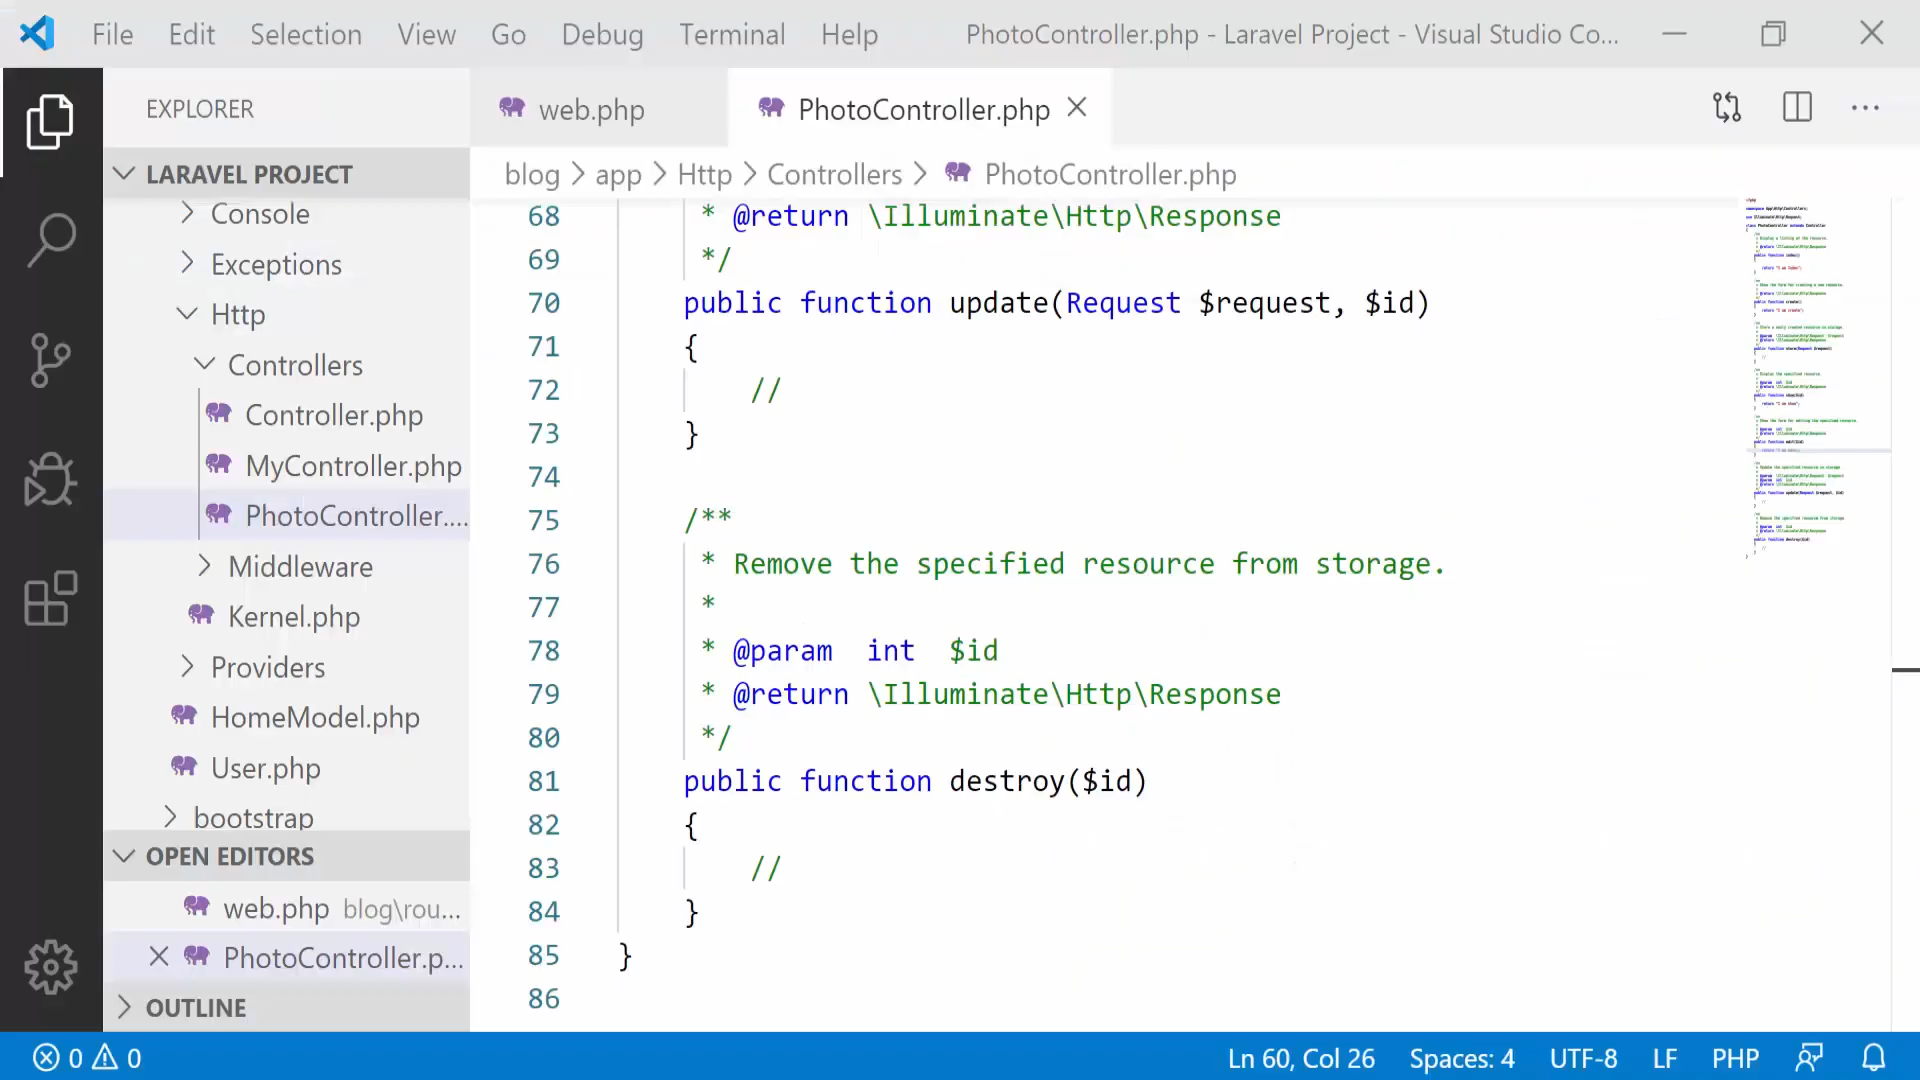 File Edit Selection View Go Debug Terminal Help PhotoController.php - Laravel Project - Visual Studio Co...
EXPLORER
LARAVEL PROJECT
Console
Exceptions
Http
Controllers
Controller.php
MyController.php
PhotoController....
Middleware
Kernel.php
Providers
HomeModel.php
User.php
bootstrap
OPEN EDITORS
web.php blog\rou...
PhotoController.p...
OUTLINE
web.php PhotoController.php
blog > app > Http > Controllers > PhotoController.php
68 * @return \Illuminate\Http\Response
69 */
70 public function update(Request $request, $id)
71 {
72 //
73 }
74
75 /**
76 * Remove the specified resource from storage.
77 *
78 * @param int $id
79 * @return \Illuminate\Http\Response
80 */
81 public function destroy($id)
82 {
83 //
84 }
85 }
86
0 0 Ln 60, Col 26 Spaces: 4 UTF-8 LF PHP